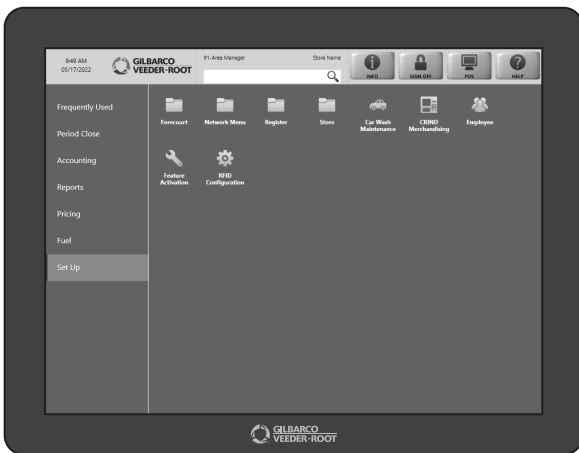 9:49 AM
05/17/2022
GILBARCO
VEEDER-ROOT
91-Area Manager
Store Name
INFO
SIGN OFF
POS
HELP
Frequently Used
Period Close
Accounting
Reports
Pricing
Fuel
Set Up
Forecourt
Network Menu
Register
Store
Car Wash
Maintenance
CRIND
Merchandising
Employee
Feature
Activation
RFID
Configuration
GILBARCO
VEEDER-ROOT